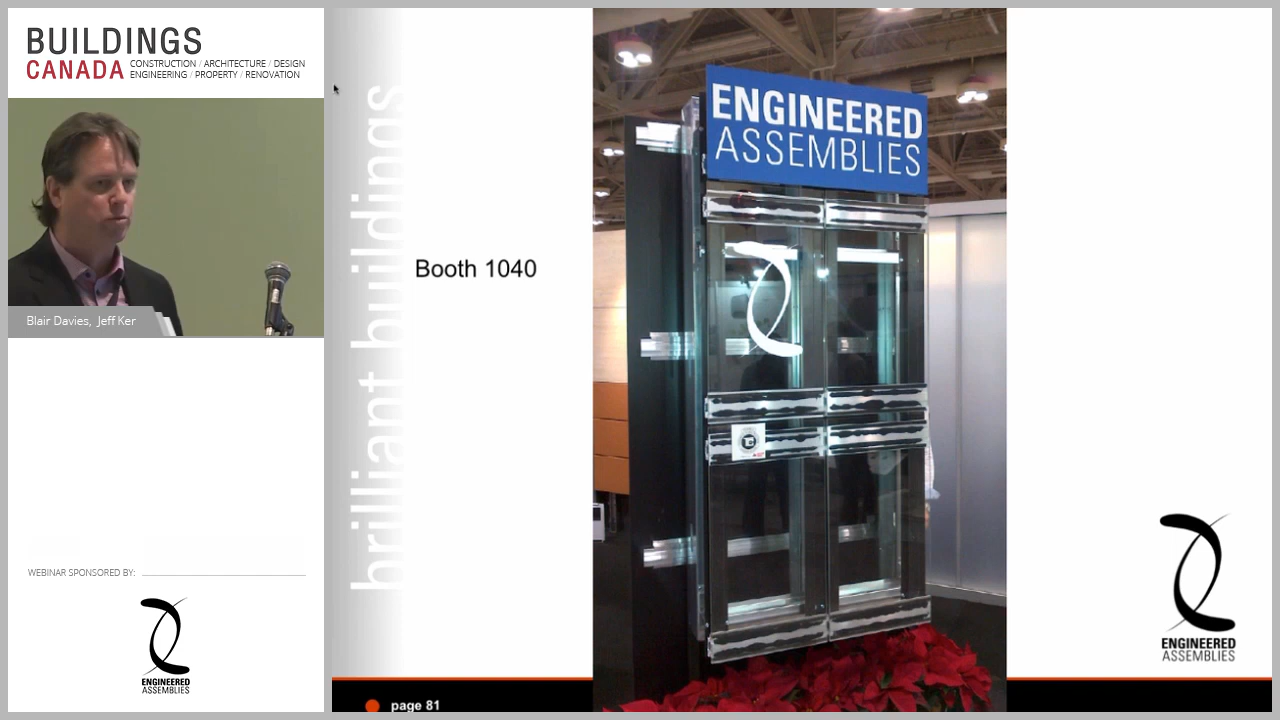 BUILDINGS
CANADA
CONSTRUCTION / ARCHITECTURE / DESIGN
ENGINEERING / PROPERTY / RENOVATION
Blair Davies, Jeff Ker
WEBINAR SPONSORED BY:
ENGINEERED
ASSEMBLIES
brilliant buildings
Booth 1040
ENGINEERED
ASSEMBLIES
ENGINEERED
ASSEMBLIES
page 81